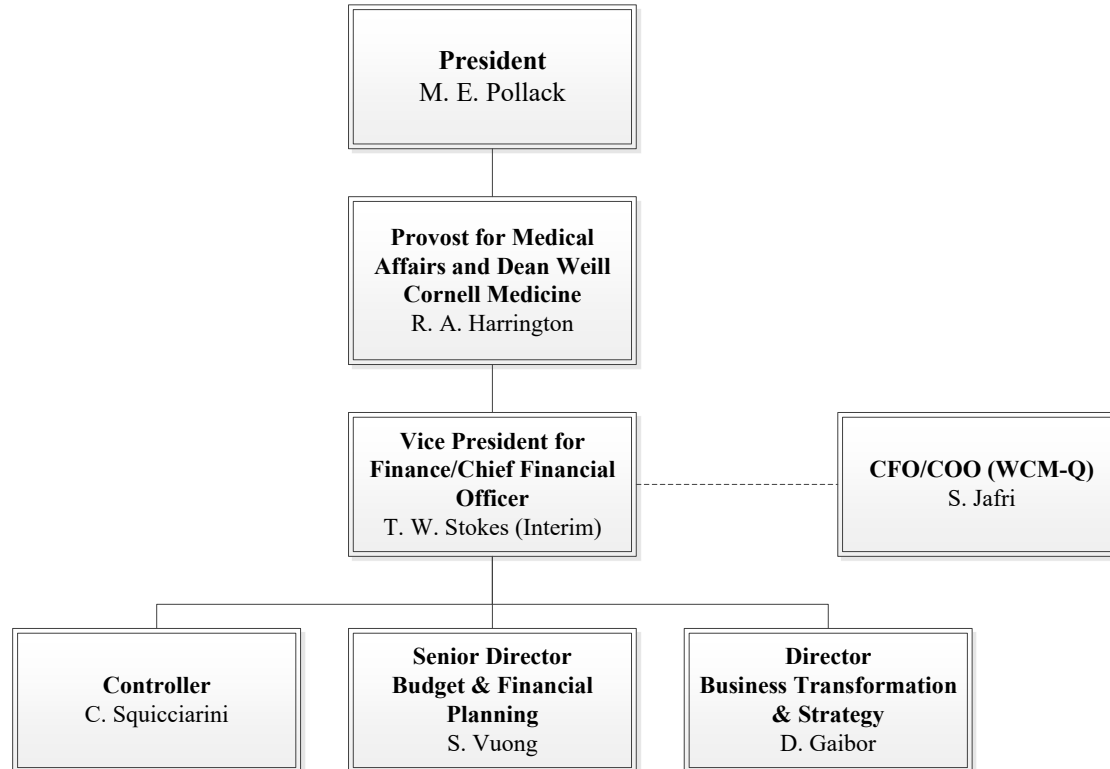 President
M. E. Pollack
Provost for Medical
Affairs and Dean Weill
Cornell Medicine
R. A. Harrington
Vice President for
Finance/Chief Financial
Officer
T. W. Stokes (Interim)
CFO/COO (WCM-Q)
S. Jafri
Controller
C. Squicciarini
Senior Director
Budget & Financial
Planning
S. Vuong
Director
Business Transformation
& Strategy
D. Gaibor